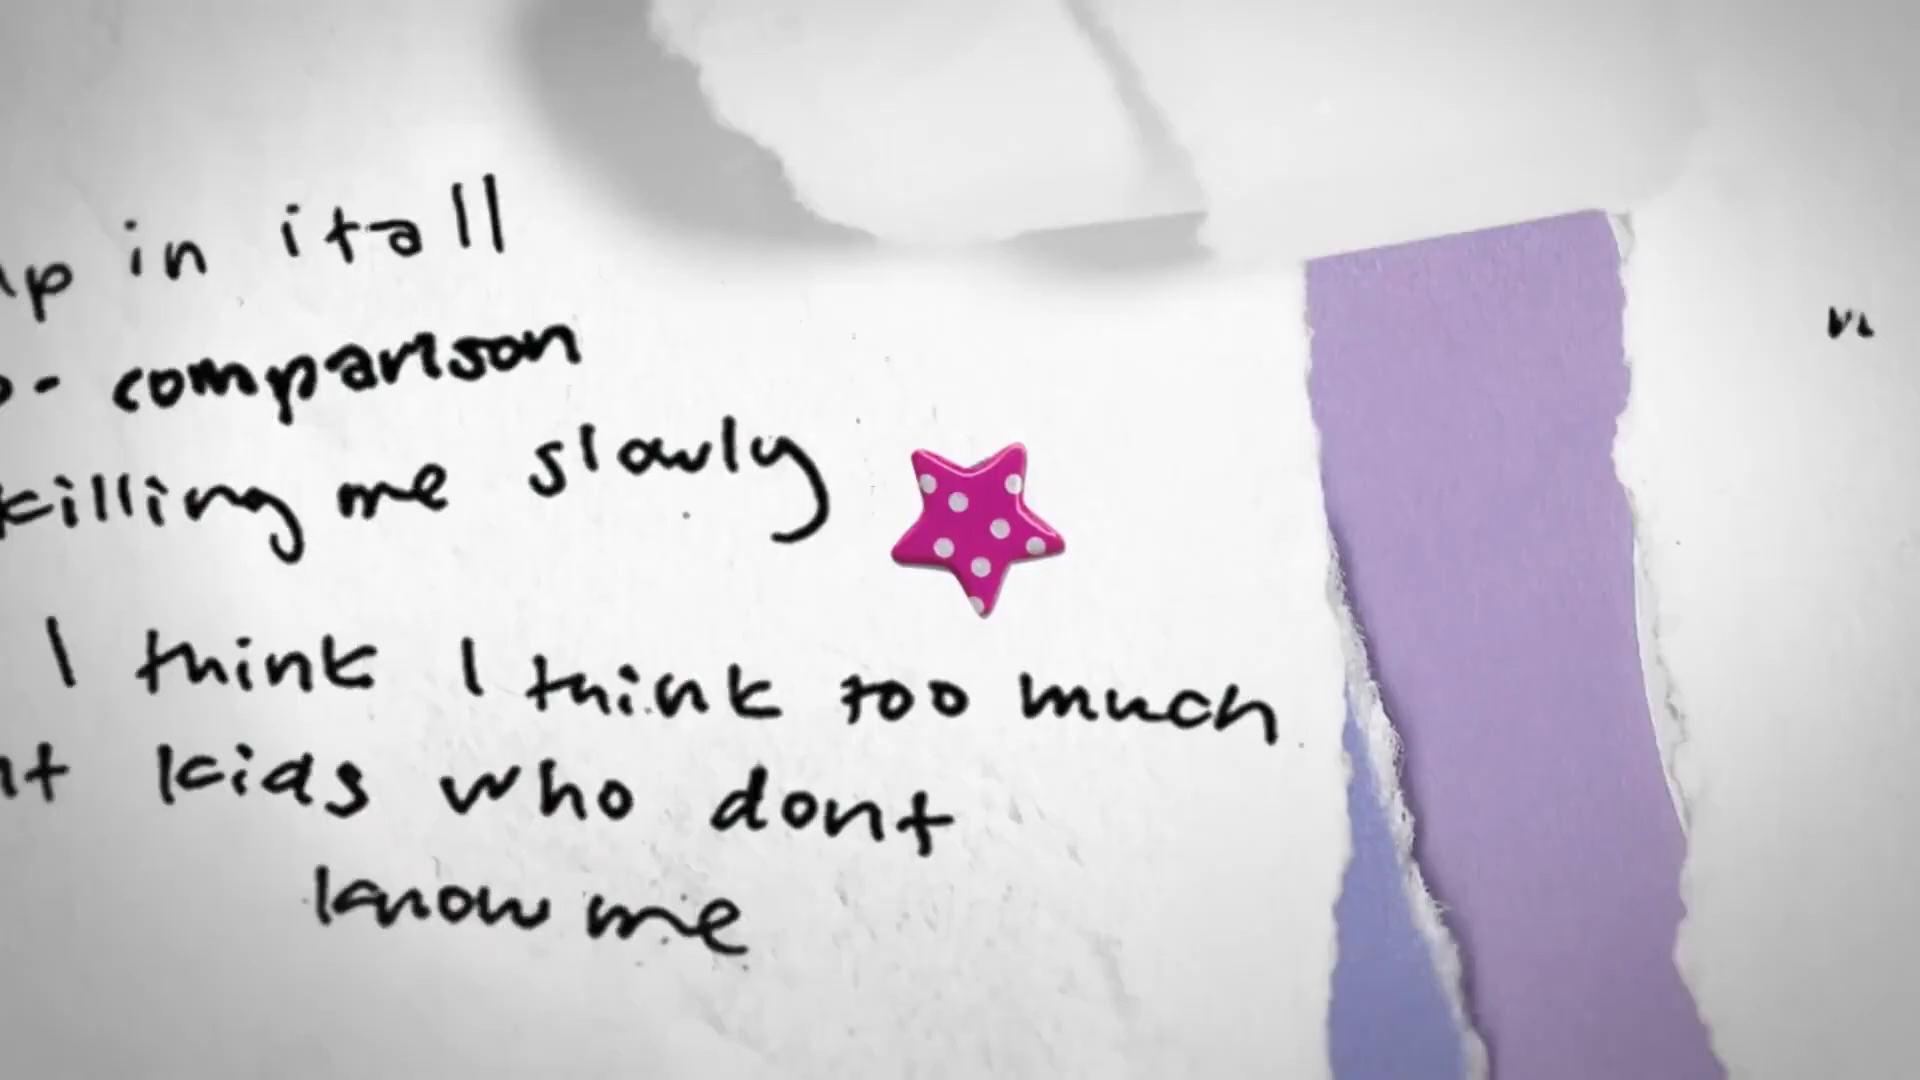 in itall
comparison
killing me slowly
I think I think too much
kids who dont
know me